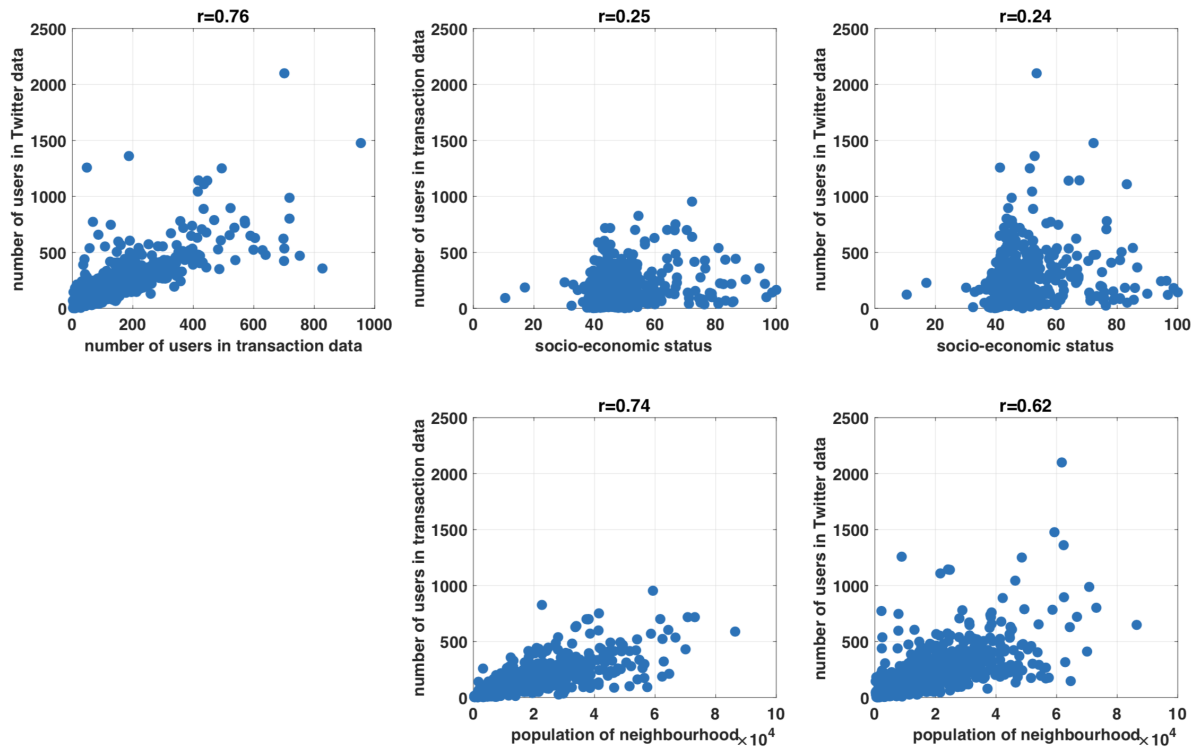 r=0.76
number of users in Twitter data
2500
2000
1500
1000
500
0
0 200 400 600 800 1000
number of users in transaction data
r=0.25
number of users in transaction data
2500
2000
1500
1000
500
0
0 20 40 60 80 100
socio-economic status
r=0.24
number of users in Twitter data
2500
2000
1500
1000
500
0
0 20 40 60 80 100
socio-economic status
r=0.74
number of users in transaction data
2500
2000
1500
1000
500
0
0 2 4 6 8 10
population of neighbourhood ×10^4
r=0.62
number of users in Twitter data
2500
2000
1500
1000
500
0
0 2 4 6 8 10
population of neighbourhood ×10^4